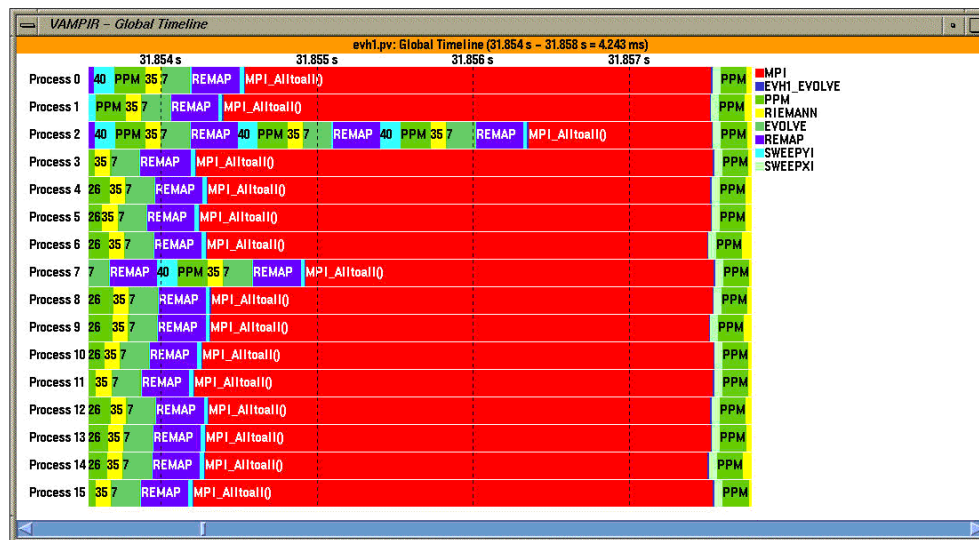 VAMPIR - Global Timeline
evh1.pv: Global Timeline (31.854 s - 31.858 s = 4.243 ms)
31.854 s 31.855 s 31.856 s 31.857 s
Process 0 40 PPM 35 7 REMAP MPI_Alltoall() PPM
Process 1 PPM 35 7 REMAP MPI_Alltoall() PPM
Process 2 40 PPM 35 7 REMAP 40 PPM 35 7 REMAP 40 PPM 35 7 REMAP MPI_Alltoall() PPM
Process 3 35 7 REMAP MPI_Alltoall() PPM
Process 4 26 35 7 REMAP MPI_Alltoall() PPM
Process 5 26 35 7 REMAP MPI_Alltoall() PPM
Process 6 26 35 7 REMAP MPI_Alltoall() PPM
Process 7 7 REMAP 40 PPM 35 7 REMAP MPI_Alltoall() PPM
Process 8 26 35 7 REMAP MPI_Alltoall() PPM
Process 9 26 35 7 REMAP MPI_Alltoall() PPM
Process 10 26 35 7 REMAP MPI_Alltoall() PPM
Process 11 35 7 REMAP MPI_Alltoall() PPM
Process 12 26 35 7 REMAP MPI_Alltoall() PPM
Process 13 26 35 7 REMAP MPI_Alltoall() PPM
Process 14 26 35 7 REMAP MPI_Alltoall() PPM
Process 15 35 7 REMAP MPI_Alltoall() PPM
MPI
EVH1_EVOLVE
PPM
RIEMANN
EVOLVE
REMAP
SWEEPYI
SWEEPXI